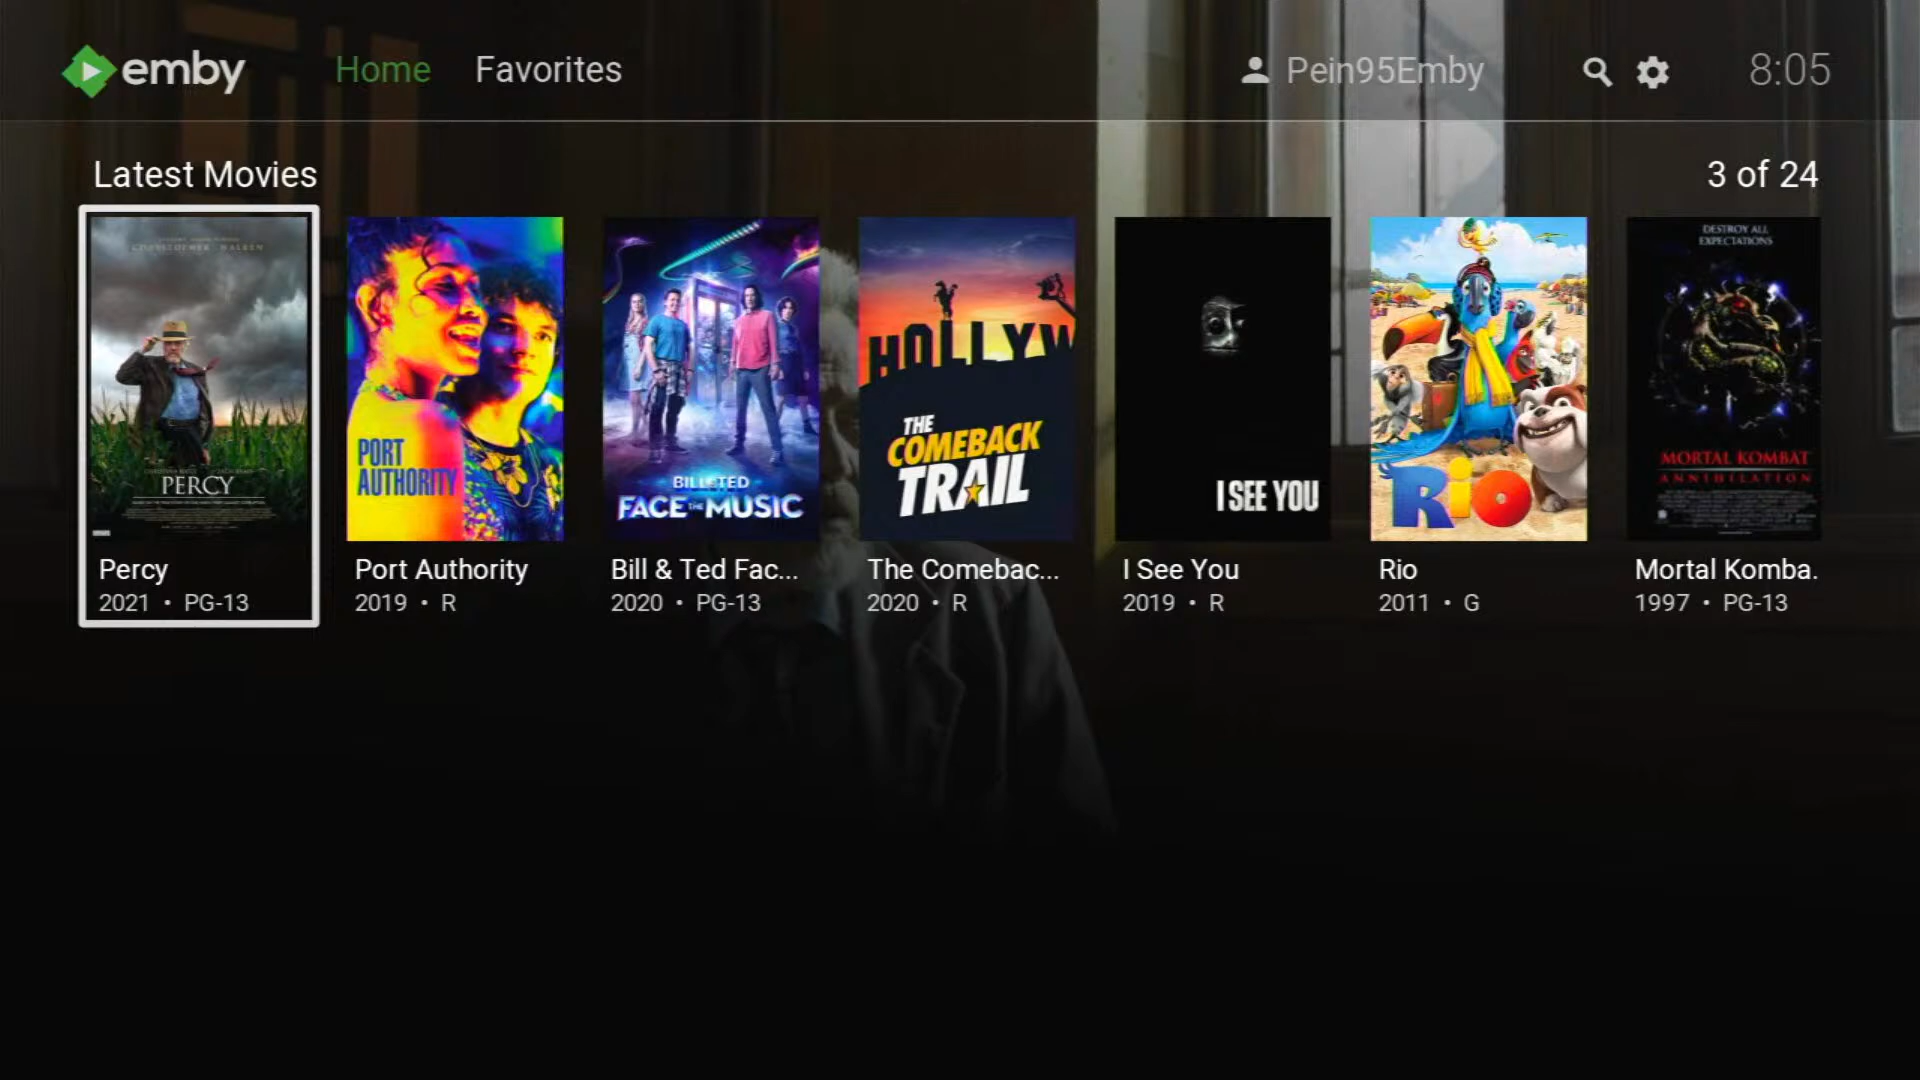 emby Home Favorites Pein95Emby 8:05
Latest Movies 3 of 24
CHRISTOPHER WALKEN
PERCY
PORT
AUTHORITY
BILL & TED
FACE THE MUSIC
HOLLYW
THE
COMEBACK
TRAIL
I SEE YOU
RiO
DESTROY ALL
EXPECTATIONS
MORTAL KOMBAT
ANNIHILATION
Percy
2021 • PG-13
Port Authority
2019 • R
Bill & Ted Fac...
2020 • PG-13
The Comebac...
2020 • R
I See You
2019 • R
Rio
2011 • G
Mortal Komba.
1997 • PG-13